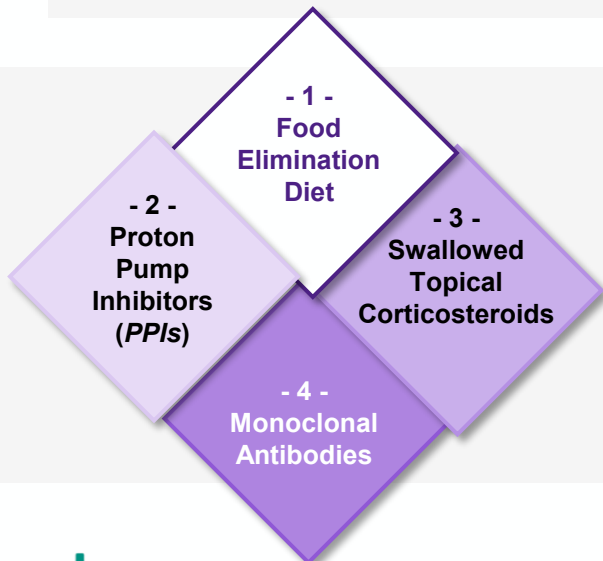 - 1 -
Food
Elimination
Diet
- 2 -
Proton
Pump
Inhibitors
(PPIs)
- 3 -
Swallowed
Topical
Corticosteroids
- 4 -
Monoclonal
Antibodies